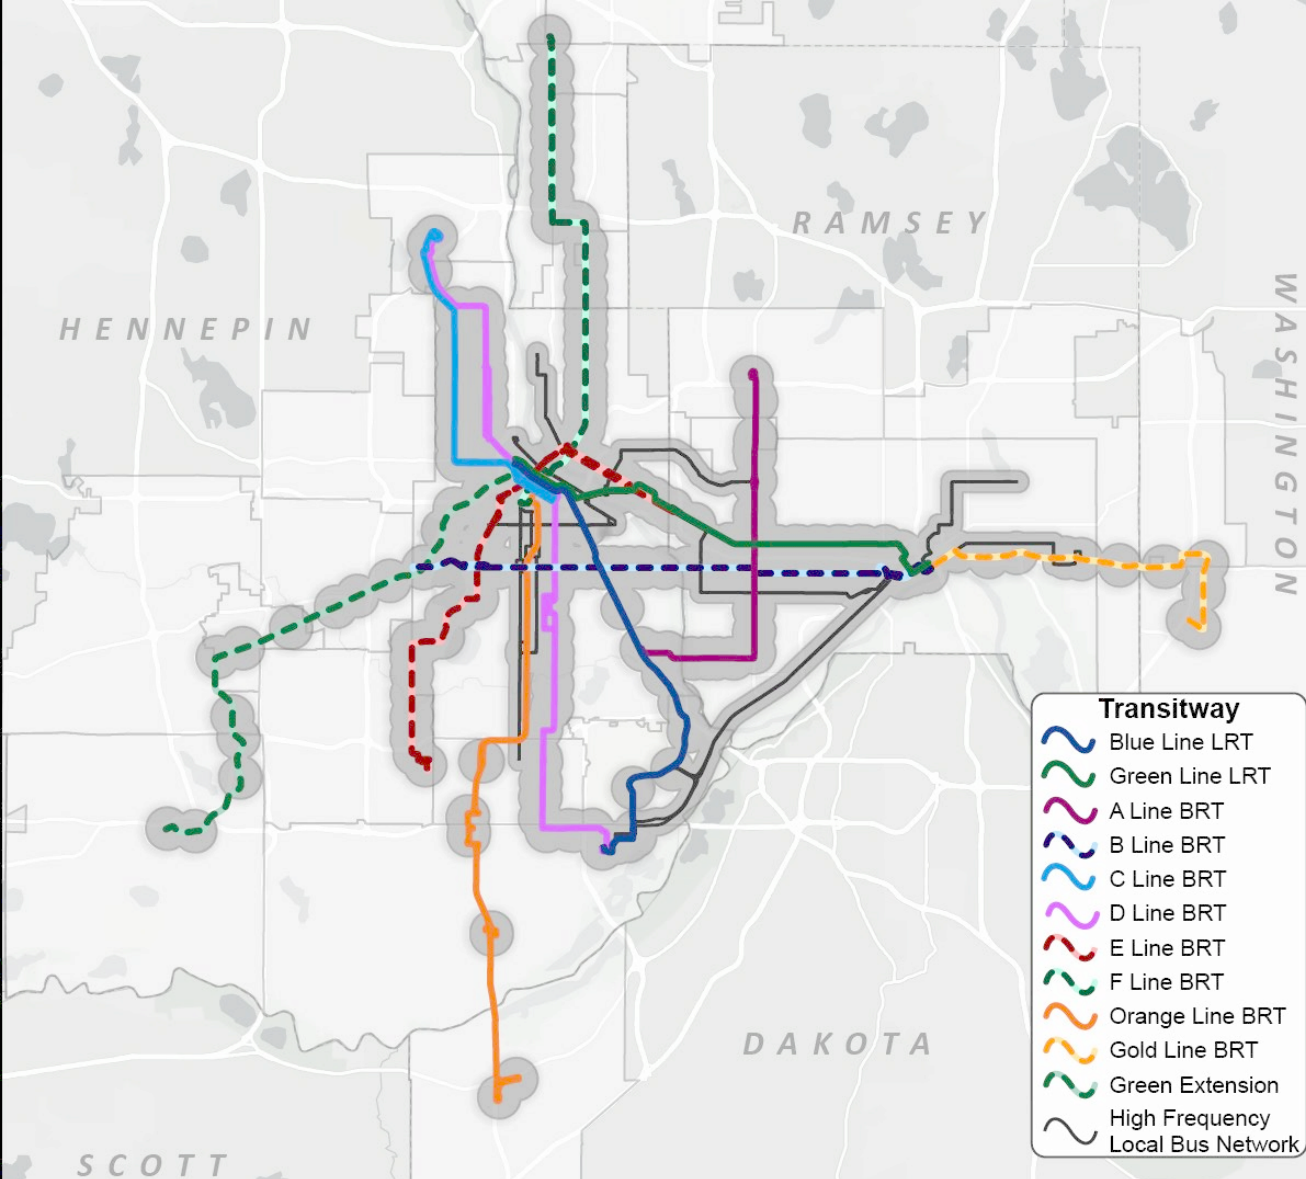 RAMSEY
HENNEPIN
WASHINGTON
Transitway
Blue Line LRT
Green Line LRT
A Line BRT
B Line BRT
C Line BRT
D Line BRT
E Line BRT
F Line BRT
Orange Line BRT
Gold Line BRT
Green Extension
High Frequency
Local Bus Network
DAKOTA
SCOTT